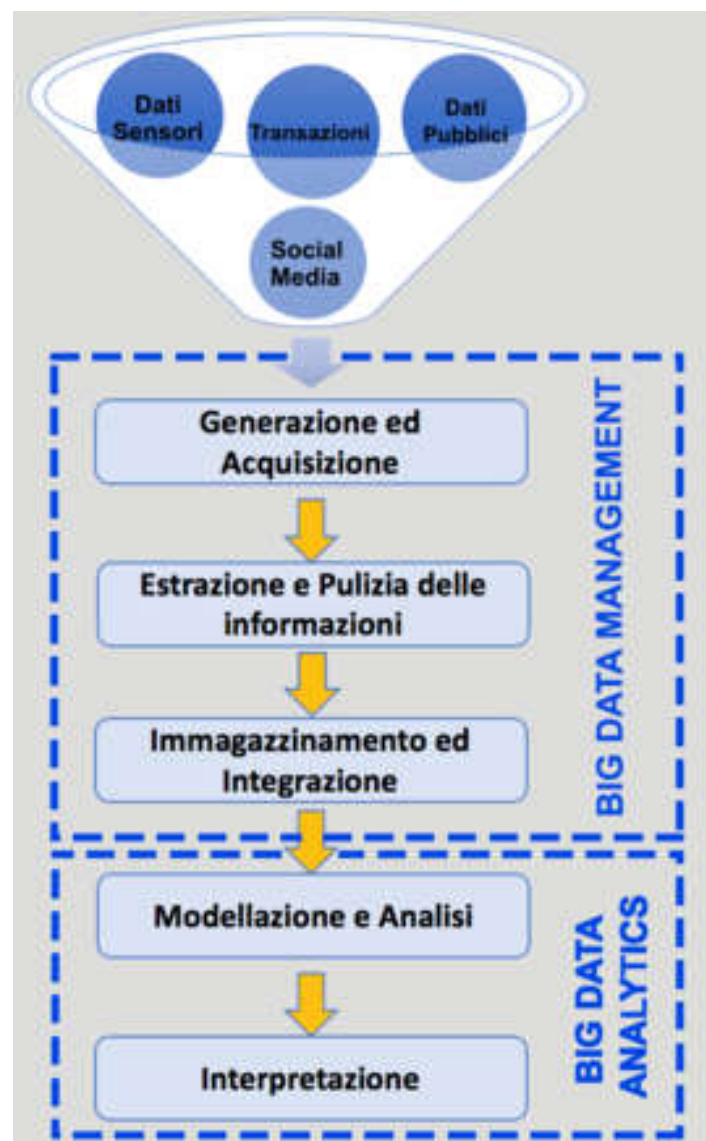 Dati
Sensori
Transazioni
Dati
Pubblici
Social
Media
Generazione ed
Acquisizione
Estrazione e Pulizia delle
informazioni
Immagazzinamento ed
Integrazione
BIG DATA MANAGEMENT
Modellazione e Analisi
Interpretazione
BIG DATA
ANALYTICS